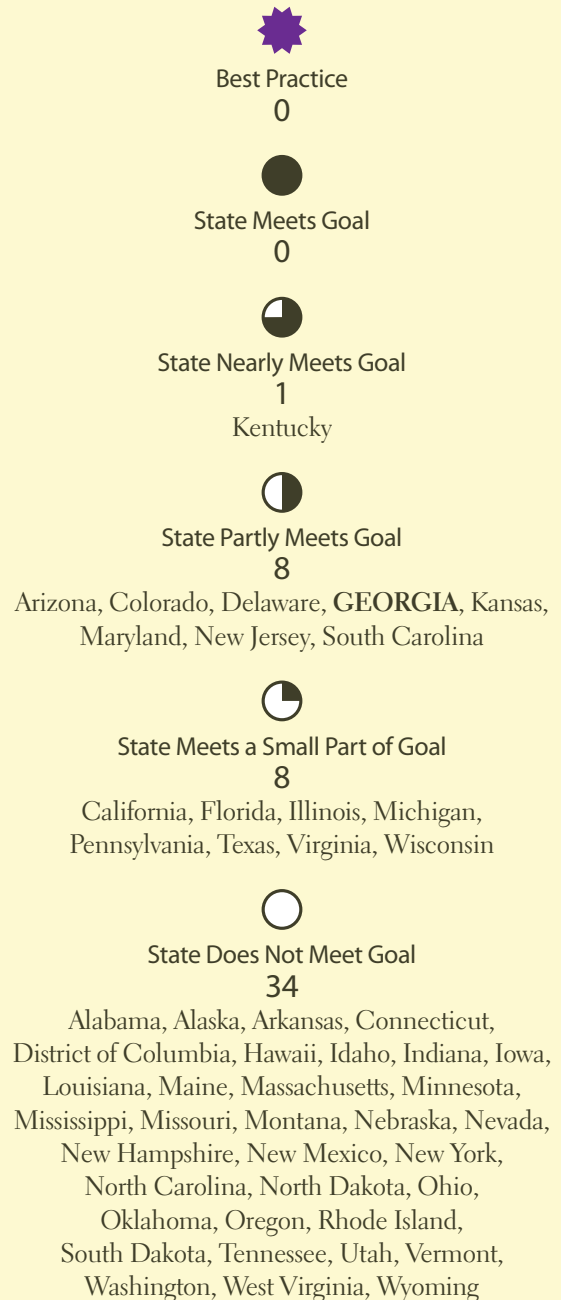 Best Practice
0
State Meets Goal
0
State Nearly Meets Goal
1
Kentucky
State Partly Meets Goal
8
Arizona, Colorado, Delaware, GEORGIA, Kansas,
Maryland, New Jersey, South Carolina
State Meets a Small Part of Goal
8
California, Florida, Illinois, Michigan,
Pennsylvania, Texas, Virginia, Wisconsin
State Does Not Meet Goal
34
Alabama, Alaska, Arkansas, Connecticut,
District of Columbia, Hawaii, Idaho, Indiana, Iowa,
Louisiana, Maine, Massachusetts, Minnesota,
Mississippi, Missouri, Montana, Nebraska, Nevada,
New Hampshire, New Mexico, New York,
North Carolina, North Dakota, Ohio,
Oklahoma, Oregon, Rhode Island,
South Dakota, Tennessee, Utah, Vermont,
Washington, West Virginia, Wyoming